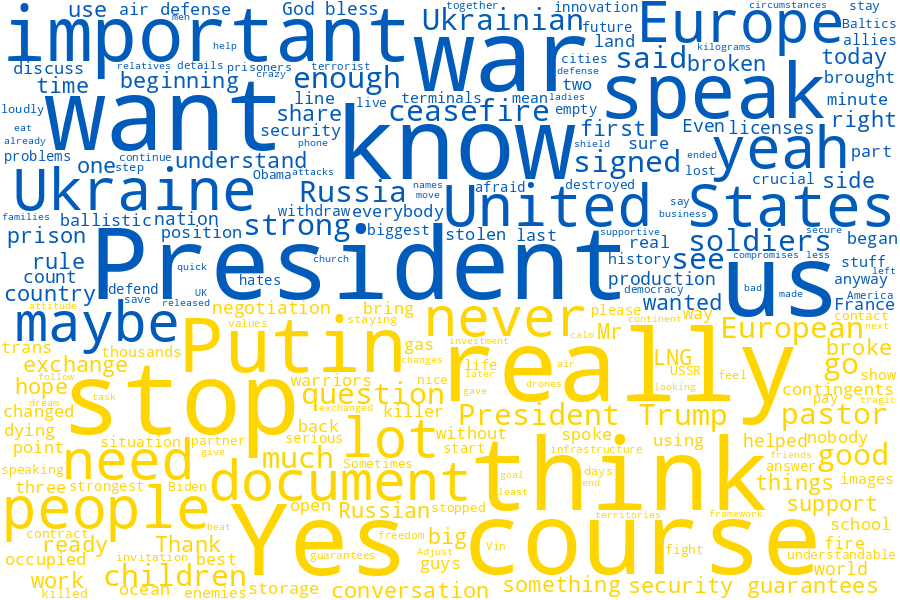 use air defense God bless together innovation circumstances stay
men Ukrainian future Europe Baltics
important help war land kilograms allies
relatives details prisoners cities said broken today
discuss crazy terrorist defense
time beginning enough two speak brought
want line live terminals mean ladies minute
loudly share ceasefire empty right
security know first Even licenses
eat phone shield sure yeah part
already
problems one continue understand ended signed lost
step Obama attacks crucial side
Ukraine Russia names afraid destroyed
move United say States
families ballistic nation withdraw everybody business
prison position strong biggest stolen last supportive soldiers secure began
President real
rule church history see compromises less stuff
count quick hates production us anyway left
country defend UK democracy bad made America
save released wanted France
attitude negotiation bring please way contact
maybe values staying never continent European next
Putin calm
trans thousands gas changes investment Mr really LNG broke
exchange life air USSR go show
follow warriors nice later drones feel
hope stop question gave looking contingents
dream task pay tragic
changed exchanged killer President Trump pastor
dying back lot without spoke using helped nobody
point situation partner serious start infrastructure friends
need give much think answer good
speaking Sometimes goal days things images
three strongest Biden document end
people open Russian stopped least support
territories framework
contract beat Yes freedom big course school
ready Thank Adjust Vin fight fire
occupied invitation best guarantees guys understandable
work children world
killed ocean enemies storage conversation something security guarantees